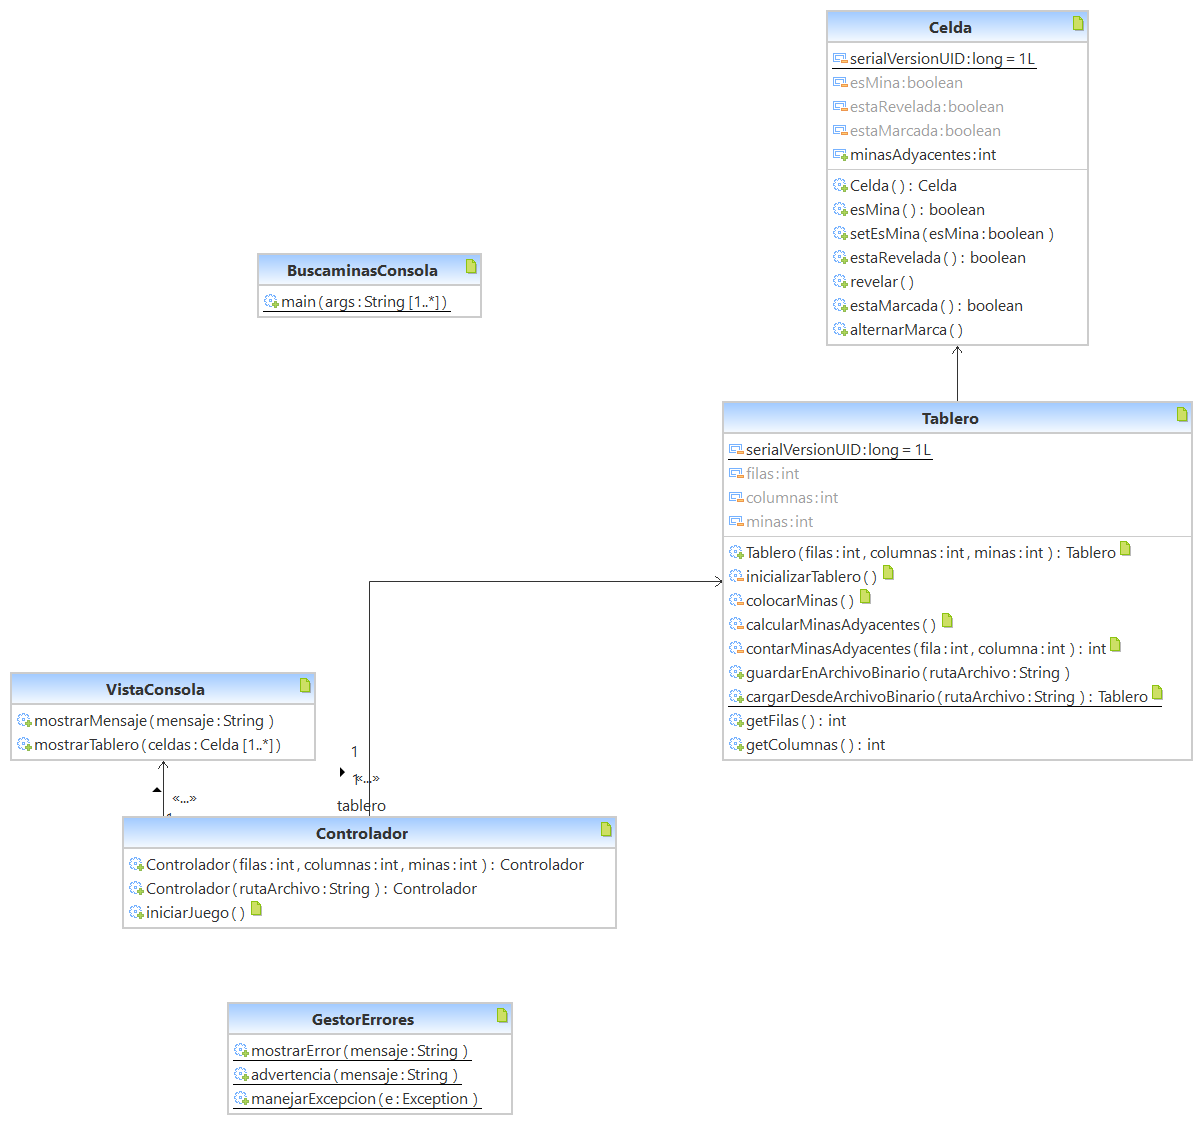 Celda
serialVersionUID:long = 1L
esMina:boolean
estaRevelada:boolean
estaMarcada:boolean
minasAdyacentes:int
Celda ( ) : Celda
esMina ( ) : boolean
setEsMina ( esMina:boolean )
estaRevelada ( ) : boolean
revelar ( )
estaMarcada ( ) : boolean
alternarMarca ( )
BuscaminasConsola
main ( args : String [1..*] )
Tablero
serialVersionUID:long = 1L
filas:int
columnas:int
minas:int
Tablero ( filas : int , columnas : int , minas : int ) : Tablero
inicializarTablero ( )
colocarMinas ( )
calcularMinasAdyacentes ( )
contarMinasAdyacentes ( fila : int , columna : int ) : int
guardarEnArchivoBinario ( rutaArchivo : String )
cargarDesdeArchivoBinario ( rutaArchivo : String ) : Tablero
getFilas ( ) : int
getColumnas ( ) : int
VistaConsola
mostrarMensaje ( mensaje : String )
mostrarTablero ( celdas : Celda [1..*] )
1
1
«...»
tablero
«...»
Controlador
Controlador ( filas : int , columnas : int , minas : int ) : Controlador
Controlador ( rutaArchivo : String ) : Controlador
iniciarJuego ( )
GestorErrores
mostrarError ( mensaje : String )
advertencia ( mensaje : String )
manejarExcepcion ( e : Exception )